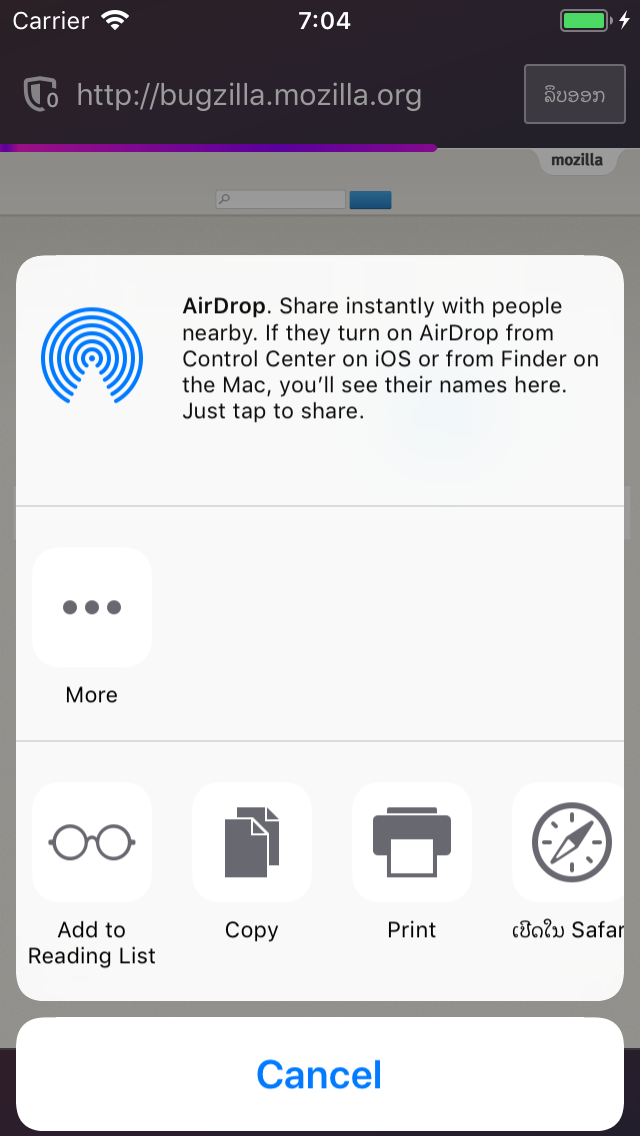 Carrier 7:04
0 http://bugzilla.mozilla.org ລຶບອອກ
mozilla
AirDrop. Share instantly with people
nearby. If they turn on AirDrop from
Control Center on iOS or from Finder on
the Mac, you’ll see their names here.
Just tap to share.
More
Add to
Reading List
Copy
Print
ເປີດໃນ Safar
Cancel